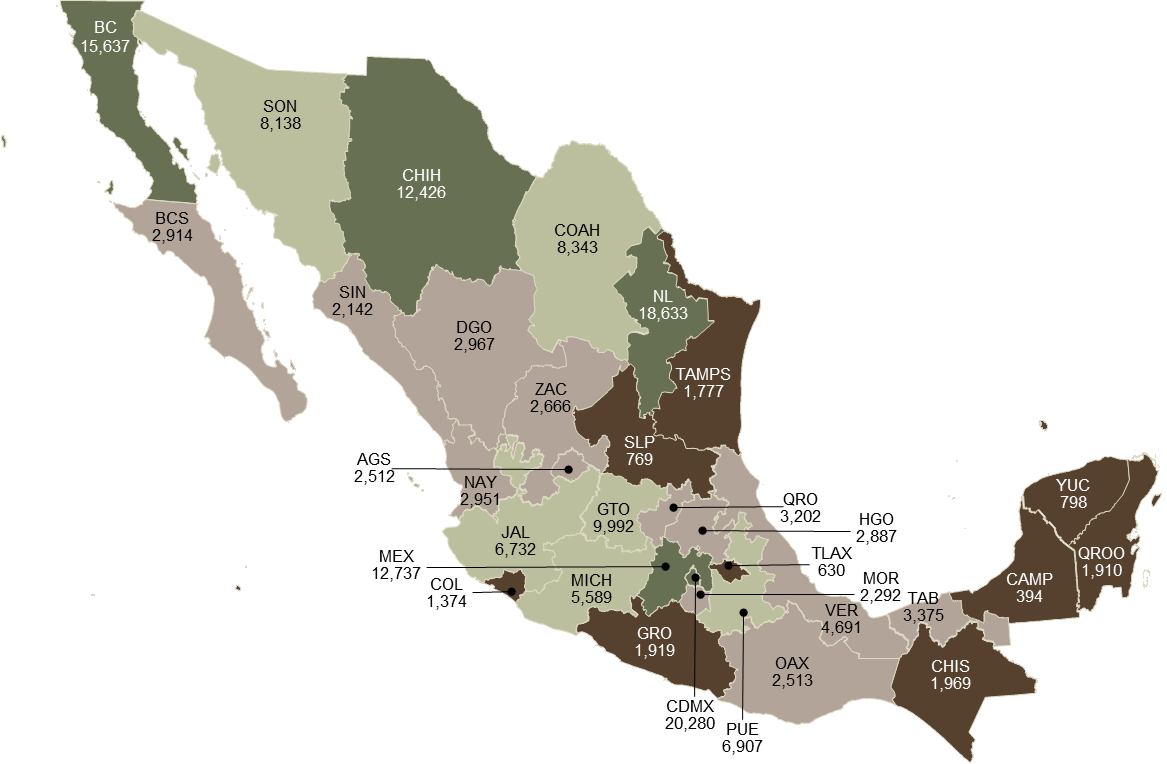 BC
15,637
SON
8,138
CHIH
12,426
BCS
2,914
COAH
8,343
SIN
2,142
NL
18,633
DGO
2,967
TAMPS
1,777
ZAC
2,666
SLP
769
AGS
2,512
NAY
2,951
YUC
798
QRO
3,202
GTO
9,992
HGO
2,887
JAL
6,732
TLAX
630
QROO
1,910
MEX
12,737
COL
1,374
MICH
5,589
MOR
2,292
CAMP
394
TAB
3,375
VER
4,691
GRO
1,919
OAX
2,513
CHIS
1,969
CDMX
20,280
PUE
6,907